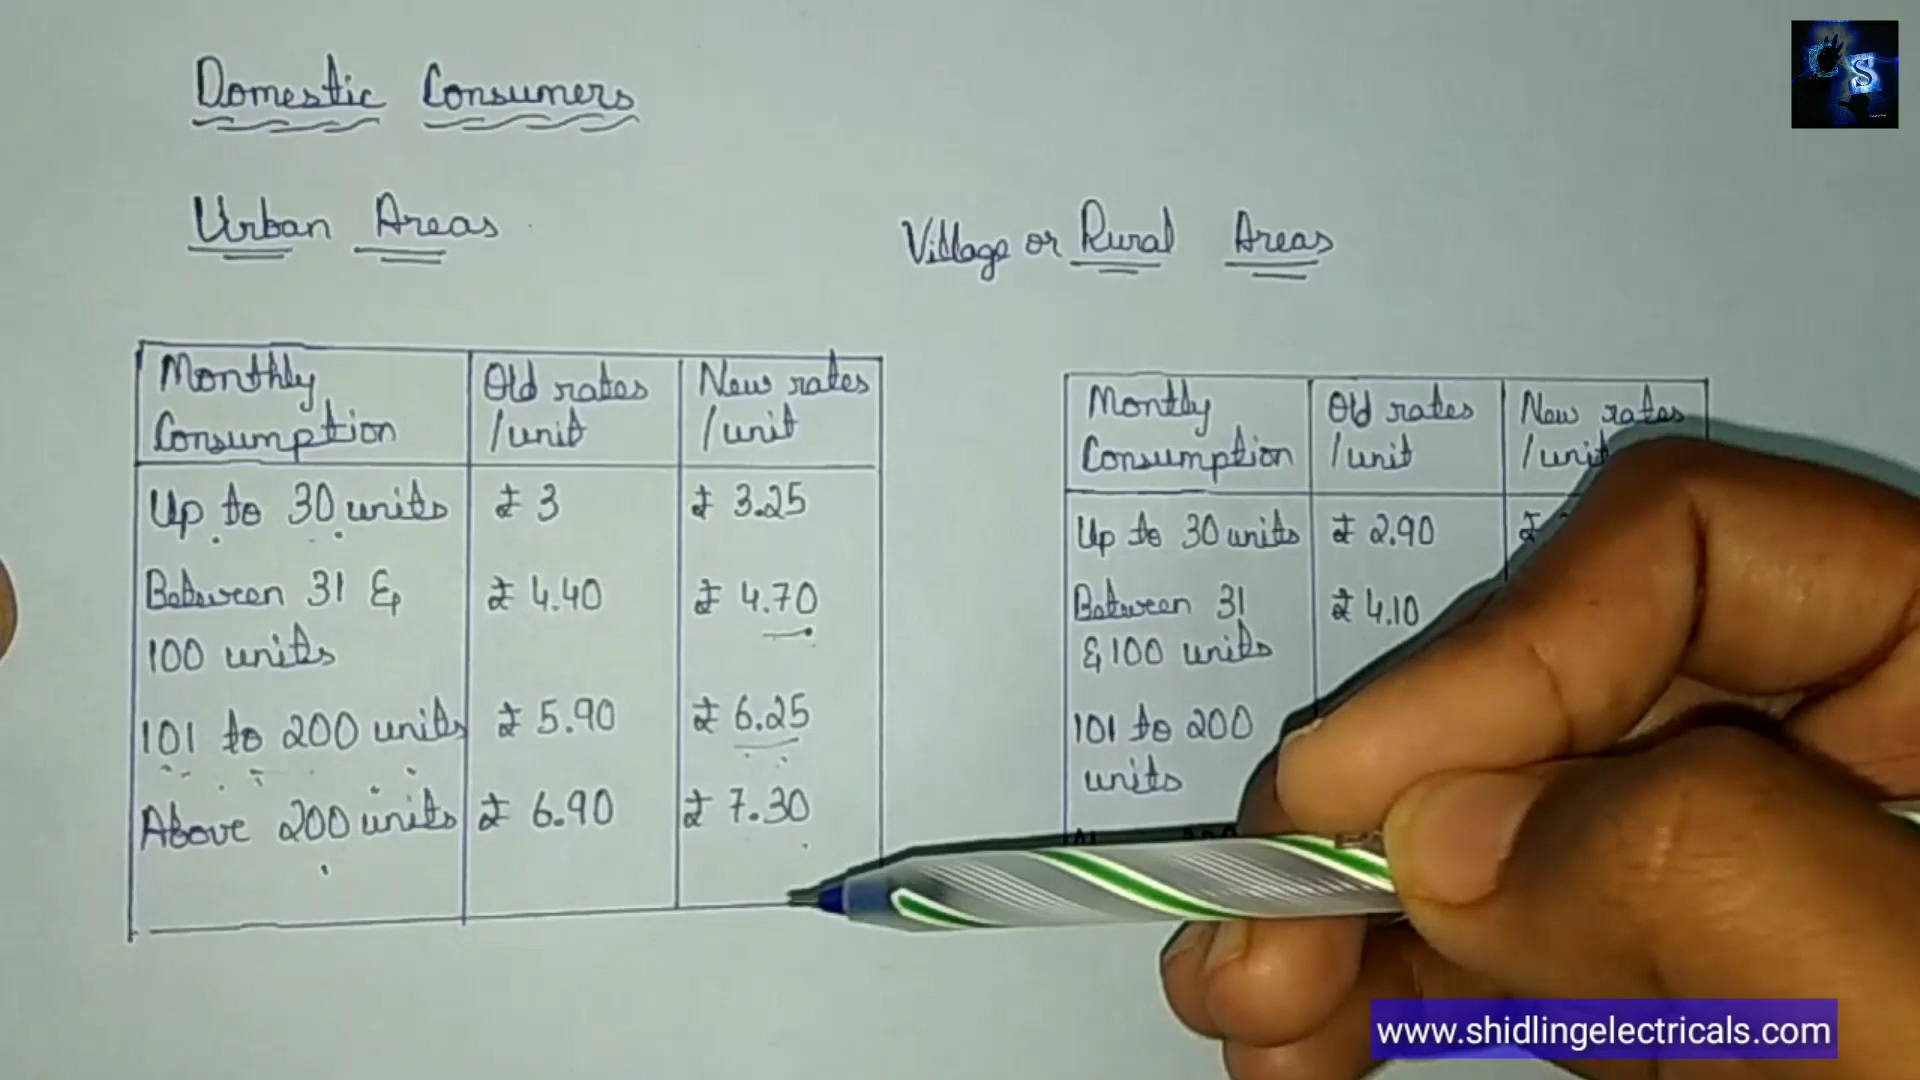 Domestic Consumers
Urban Areas
Monthly Consumption
Old rates /unit
New rates /unit
Up to 30 units
₹ 3
₹ 3.25
Between 31 &
100 units
₹ 4.40
₹ 4.70
101 to 200 units
₹ 5.90
₹ 6.25
Above 200 units
₹ 6.90
₹ 7.30
Village or Rural Areas
Montly
Consumption
Old rates
/unit
New rates
/unit
Up to 30 units
₹ 2.90
₹
Between 31
& 100 units
₹ 4.10
101 to 200
units
S
www.shidlingelectricals.com